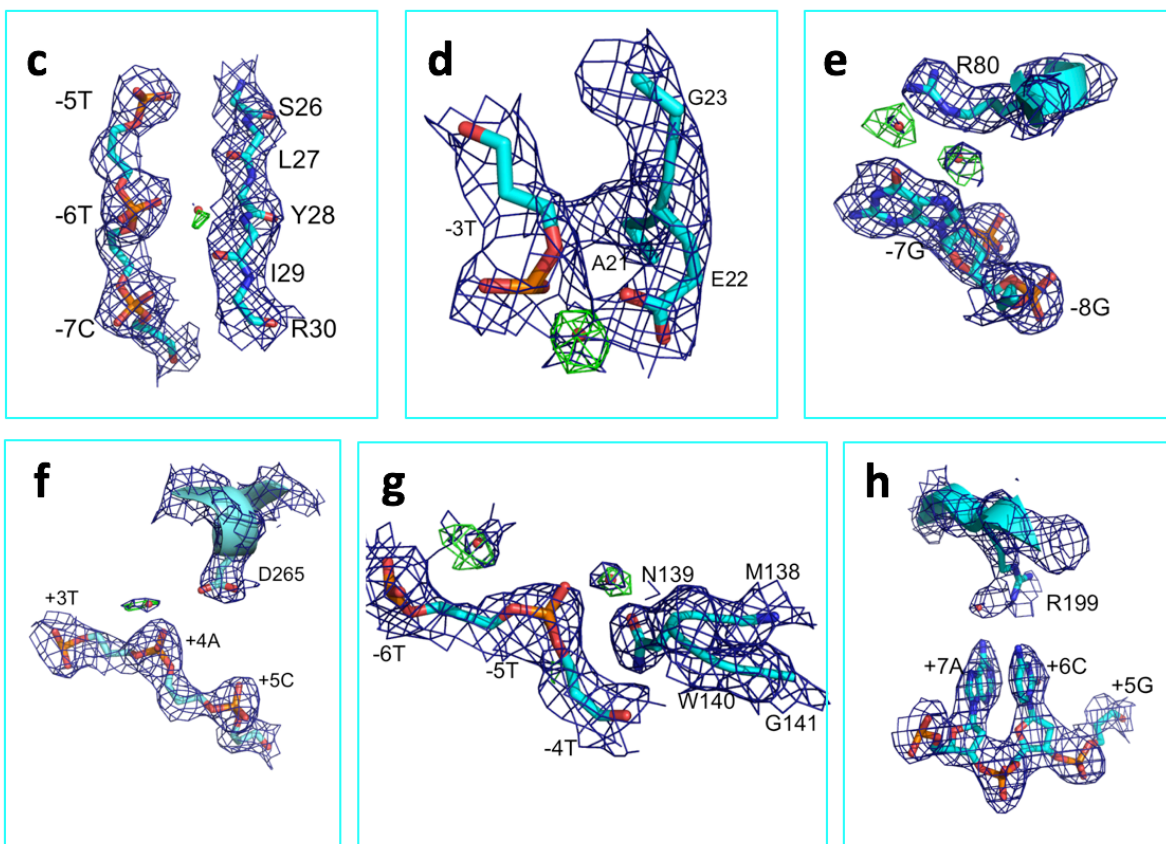 c
-5T
S26
L27
-6T
Y28
I29
-7C
R30
d
G23
-3T
A21
E22
e
R80
-7G
-8G
f
D265
+3T
+4A
+5C
g
N139
M138
-6T
-5T
W140
G141
-4T
h
R199
+7A
+6C
+5G